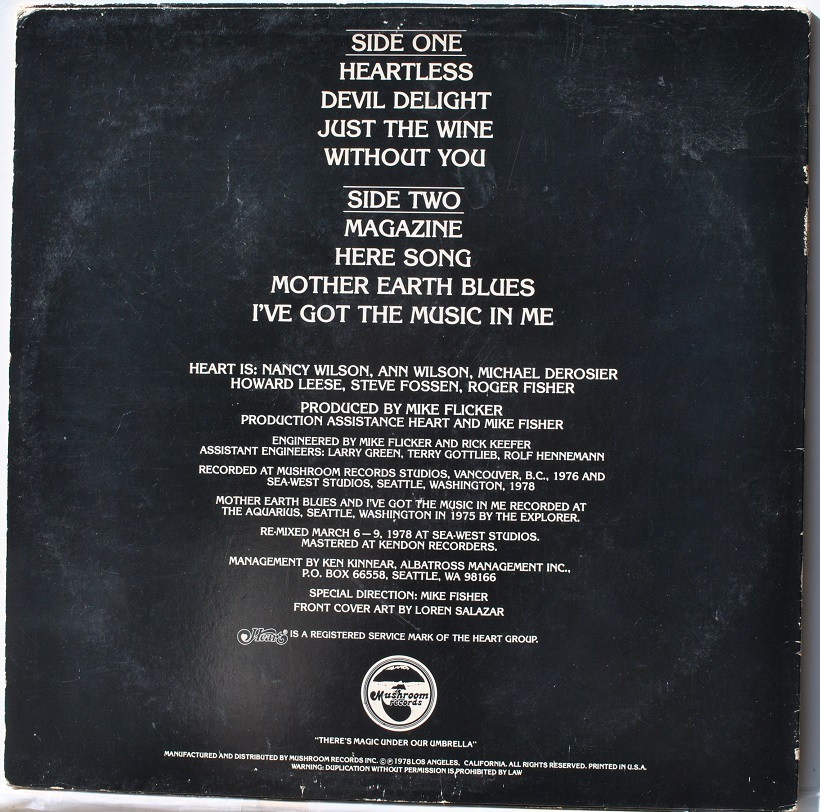 SIDE ONE
HEARTLESS
DEVIL DELIGHT
JUST THE WINE
WITHOUT YOU
SIDE TWO
MAGAZINE
HERE SONG
MOTHER EARTH BLUES
I'VE GOT THE MUSIC IN ME
HEART IS: NANCY WILSON, ANN WILSON, MICHAEL DEROSIER
HOWARD LEESE, STEVE FOSSEN, ROGER FISHER
PRODUCED BY MIKE FLICKER
PRODUCTION ASSISTANCE HEART AND MIKE FISHER
ENGINEERED BY MIKE FLICKER AND RICK KEEFER
ASSISTANT ENGINEERS: LARRY GREEN, TERRY GOTTLIEB, ROLF HENNEMANN
RECORDED AT MUSHROOM RECORDS STUDIOS, VANCOUVER, B.C., 1976 AND
SEA-WEST STUDIOS, SEATTLE, WASHINGTON, 1978
MOTHER EARTH BLUES AND I'VE GOT THE MUSIC IN ME RECORDED AT
THE AQUARIUS, SEATTLE, WASHINGTON IN 1975 BY THE EXPLORER.
RE-MIXED MARCH 6–9, 1978 AT SEA-WEST STUDIOS.
MASTERED AT KENDON RECORDERS.
MANAGEMENT BY KEN KINNEAR, ALBATROSS MANAGEMENT INC.,
P.O. BOX 66558, SEATTLE, WA 98166
SPECIAL DIRECTION: MIKE FISHER
FRONT COVER ART BY LOREN SALAZAR
Heart IS A REGISTERED SERVICE MARK OF THE HEART GROUP.
Mushroom
records
"THERE'S MAGIC UNDER OUR UMBRELLA"
MANUFACTURED AND DISTRIBUTED BY MUSHROOM RECORDS INC. ©℗1978 LOS ANGELES, CALIFORNIA. ALL RIGHTS RESERVED. PRINTED IN U.S.A.
WARNING: DUPLICATION WITHOUT PERMISSION IS PROHIBITED BY LAW